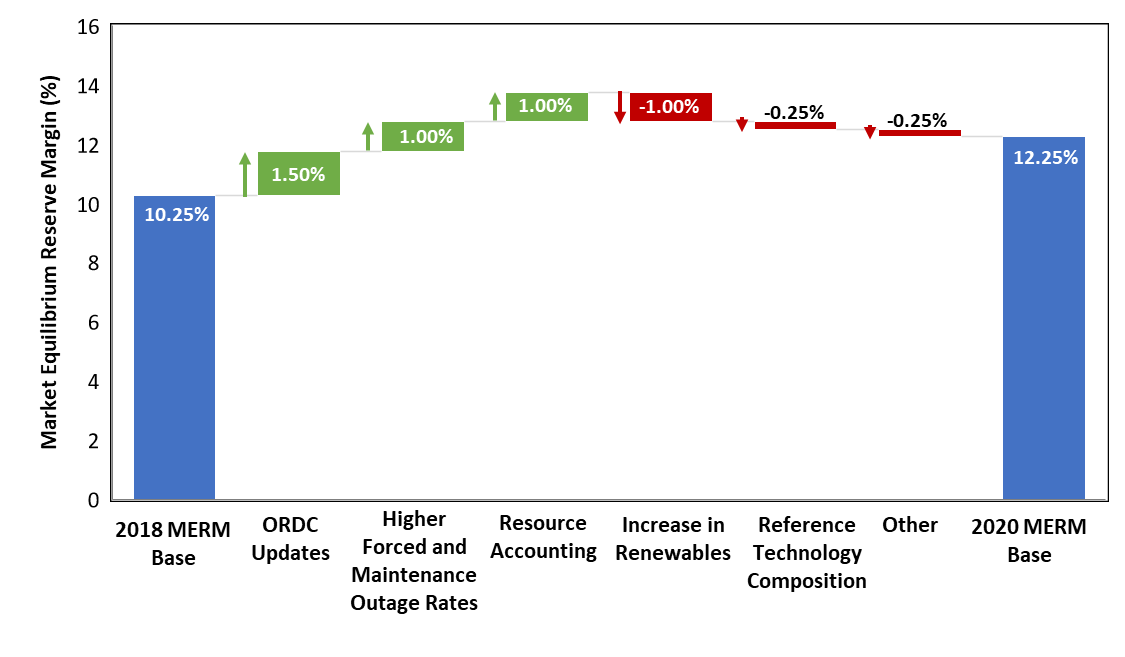 Market Equilibrium Reserve Margin (%)
16
14
12
10
8
6
4
2
0
10.25%
1.50%
1.00%
1.00%
-1.00%
-0.25%
-0.25%
12.25%
2018 MERM
Base
ORDC
Updates
Higher
Forced and
Maintenance
Outage Rates
Resource
Accounting
Increase in
Renewables
Reference
Technology
Composition
Other
2020 MERM
Base